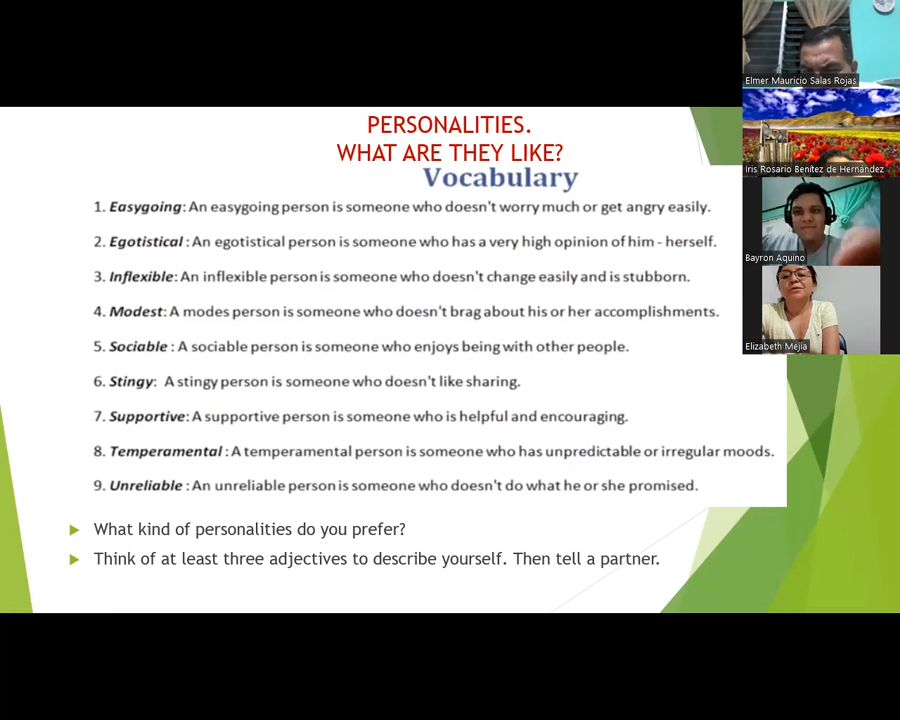 PERSONALITIES.
WHAT ARE THEY LIKE?
Vocabulary
1. Easygoing: An easygoing person is someone who doesn't worry much or get angry easily.
2. Egotistical : An egotistical person is someone who has a very high opinion of him - herself.
3. Inflexible: An inflexible person is someone who doesn't change easily and is stubborn.
4. Modest: A modes person is someone who doesn't brag about his or her accomplishments.
5. Sociable : A sociable person is someone who enjoys being with other people.
6. Stingy: A stingy person is someone who doesn't like sharing.
7. Supportive: A supportive person is someone who is helpful and encouraging.
8. Temperamental : A temperamental person is someone who has unpredictable or irregular moods.
9. Unreliable : An unreliable person is someone who doesn't do what he or she promised.
What kind of personalities do you prefer?
Think of at least three adjectives to describe yourself. Then tell a partner.
Elmer Mauricio Salas Rojas
Iris Rosario Benítez de Hernández
Bayron Aquino
Elizabeth Mejia